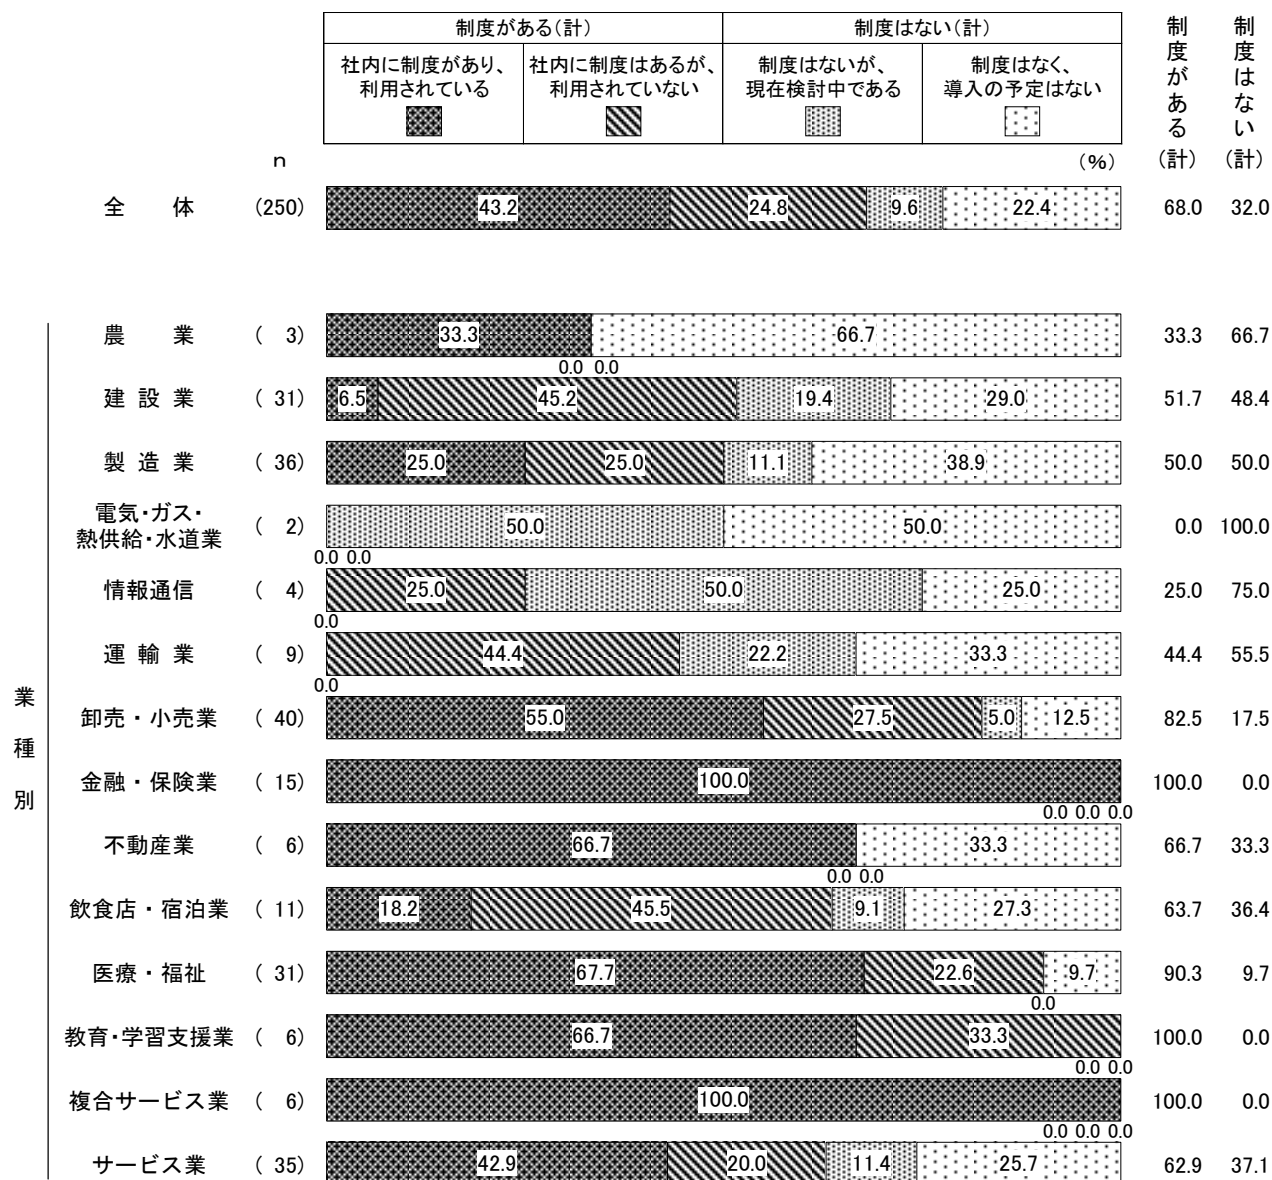 制度がある(計) 制度はない(計) 制度がある(計) 制度はない(計)
社内に制度があり、 社内に制度はあるが、 制度はないが、 制度はなく、
利用されている 利用されていない 現在検討中である 導入の予定はない
n (%)
全体 (250) 43.2 24.8 9.6 22.4 68.0 32.0
業種別
農業 ( 3) 33.3 66.7 33.3 66.7
0.0 0.0
建設業 ( 31) 6.5 45.2 19.4 29.0 51.7 48.4
製造業 ( 36) 25.0 25.0 11.1 38.9 50.0 50.0
電気・ガス・
熱供給・水道業 ( 2) 50.0 50.0 0.0 100.0
0.0 0.0
情報通信 ( 4) 25.0 50.0 25.0 25.0 75.0
0.0
運輸業 ( 9) 44.4 22.2 33.3 44.4 55.5
0.0
卸売・小売業 ( 40) 55.0 27.5 5.0 12.5 82.5 17.5
金融・保険業 ( 15) 100.0 100.0 0.0
0.0 0.0 0.0
不動産業 ( 6) 66.7 33.3 66.7 33.3
0.0 0.0
飲食店・宿泊業 ( 11) 18.2 45.5 9.1 27.3 63.7 36.4
医療・福祉 ( 31) 67.7 22.6 9.7 90.3 9.7
0.0
教育・学習支援業 ( 6) 66.7 33.3 100.0 0.0
0.0 0.0
複合サービス業 ( 6) 100.0 100.0 0.0
0.0 0.0 0.0
サービス業 ( 35) 42.9 20.0 11.4 25.7 62.9 37.1